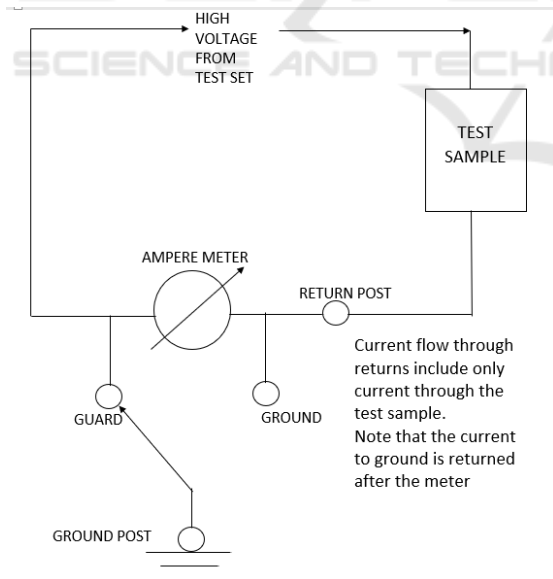 HIGH
VOLTAGE
FROM
TEST SET
SCIENCE AND TECH
TEST
SAMPLE
AMPERE METER
RETURN POST
Current flow through
returns include only
current through the
test sample.
Note that the current
to ground is returned
after the meter
GUARD
GROUND
GROUND POST